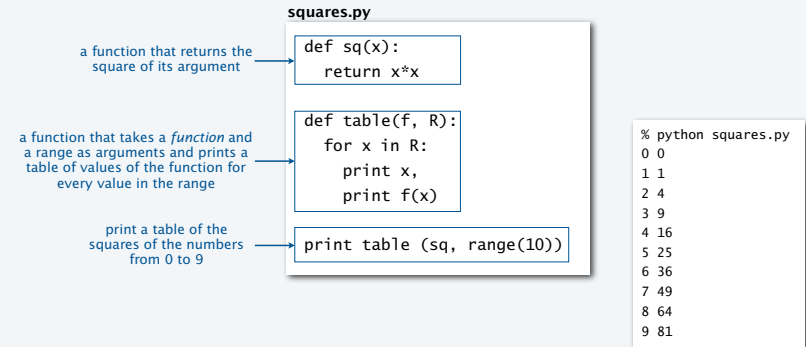 squares.py
a function that returns the
square of its argument
def sq(x):
return x*x
a function that takes a function and
a range as arguments and prints a
table of values of the function for
every value in the range
def table(f, R):
for x in R:
print x,
print f(x)
print a table of the
squares of the numbers
from 0 to 9
print table (sq, range(10))
% python squares.py
0 0
1 1
2 4
3 9
4 16
5 25
6 36
7 49
8 64
9 81